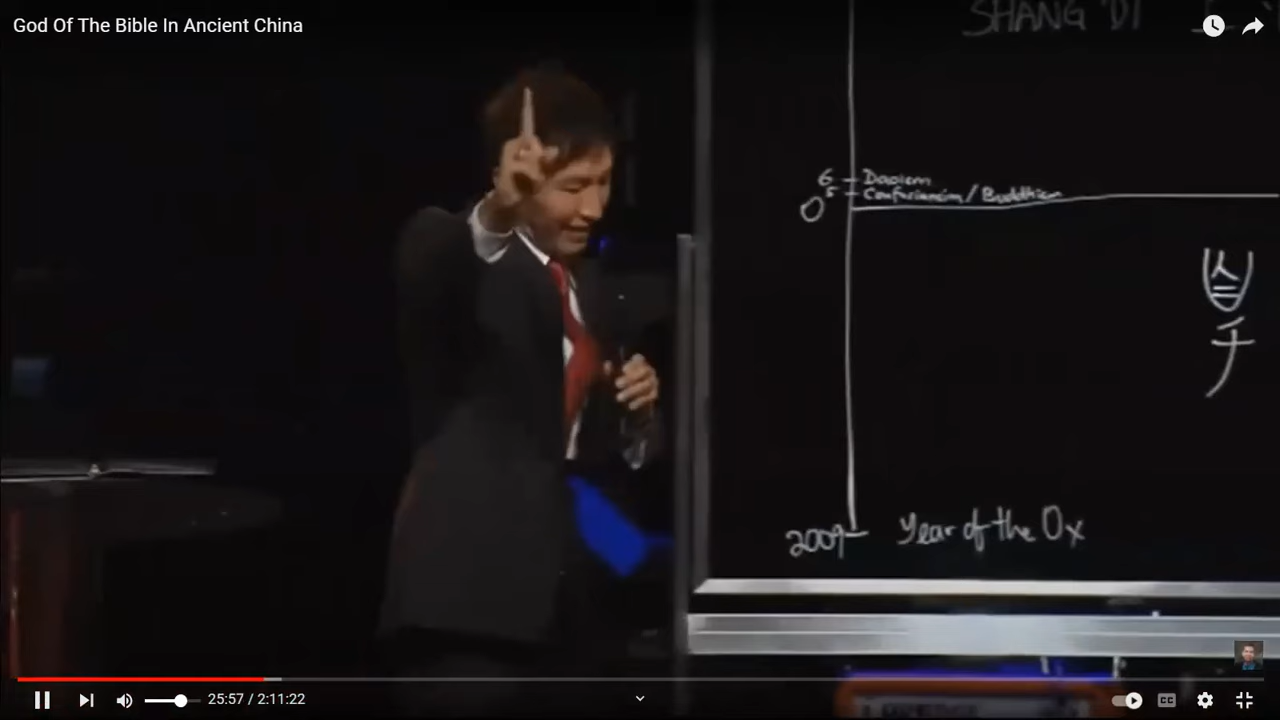 God Of The Bible In Ancient China
SHANG DI
6 Daoism
5 Confucianism / Buddhism
0
2009 Year of the Ox
25:57 / 2:11:22
CC